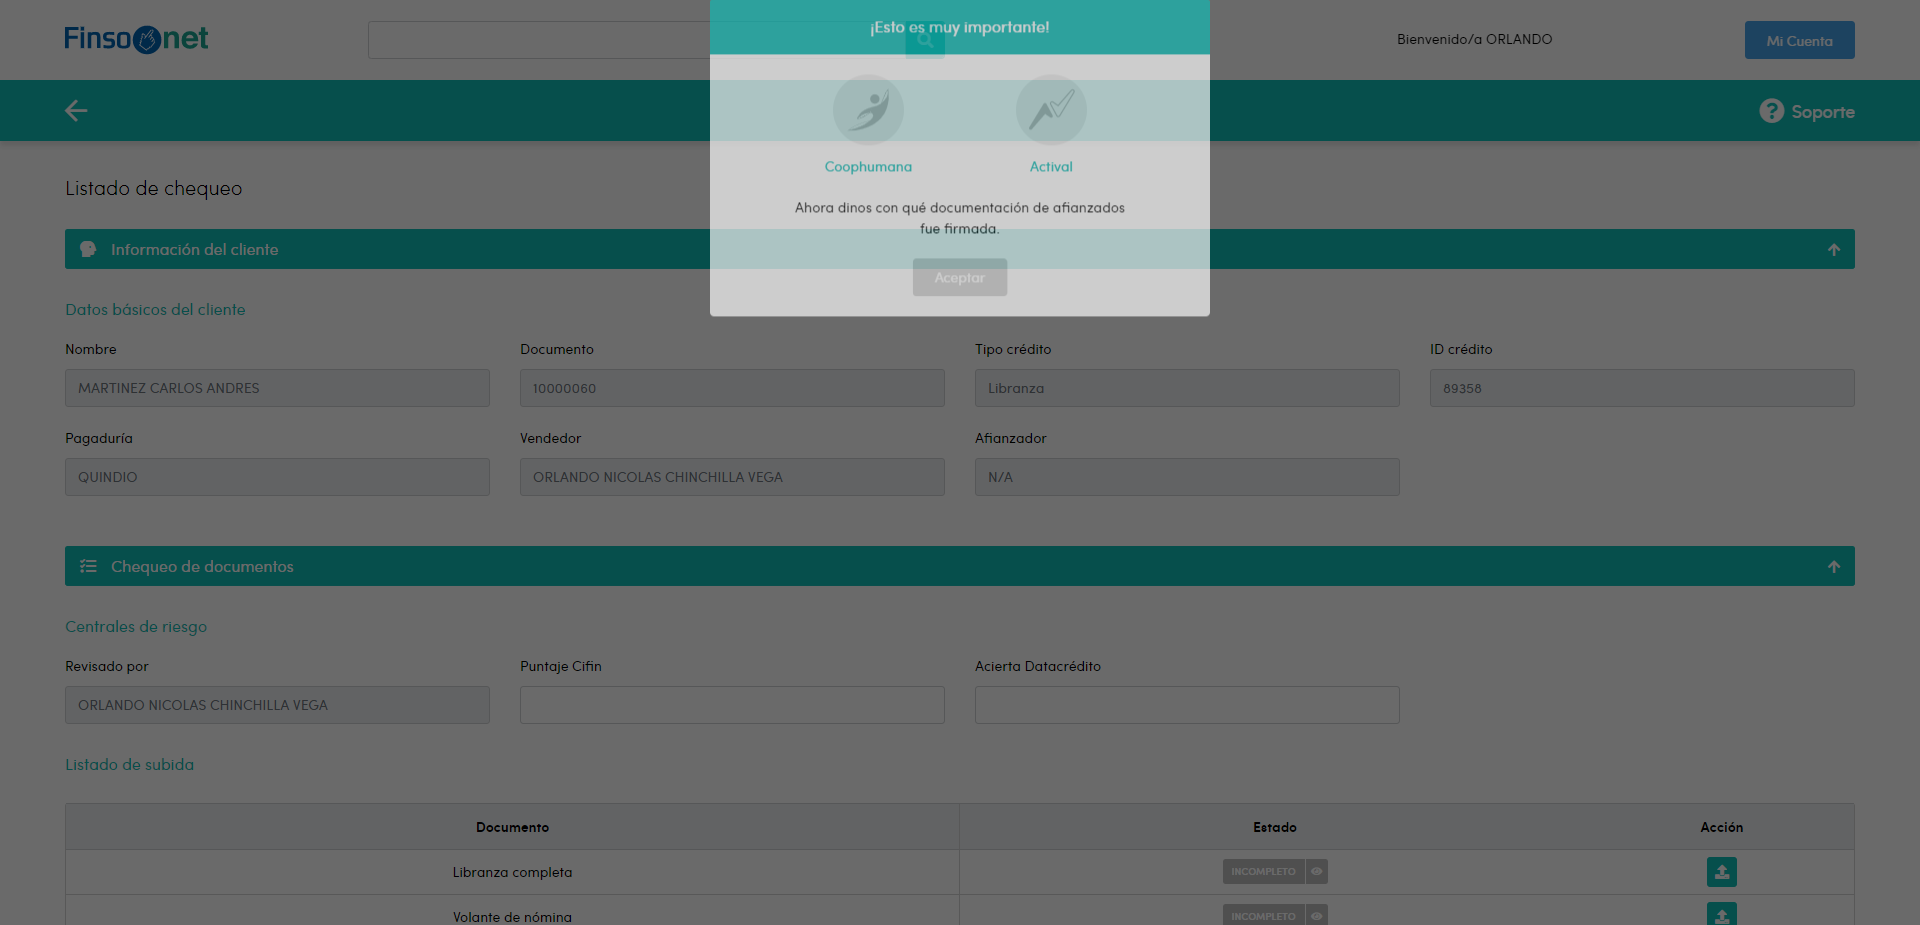 Finsonet
¡Esto es muy importante!
Bienvenido/a ORLANDO
Mi Cuenta
Soporte
Coophumana
Actival
Ahora dinos con qué documentación de afianzados
fue firmada.
Aceptar
Listado de chequeo
Información del cliente
Datos básicos del cliente
Nombre
Documento
Tipo crédito
ID crédito
MARTINEZ CARLOS ANDRES
10000060
Libranza
89358
Pagaduría
Vendedor
Afianzador
QUINDIO
ORLANDO NICOLAS CHINCHILLA VEGA
N/A
Chequeo de documentos
Centrales de riesgo
Revisado por
Puntaje Cifin
Acierta Datacrédito
ORLANDO NICOLAS CHINCHILLA VEGA
Listado de subida
Documento
Estado
Acción
Libranza completa
INCOMPLETO
Volante de nómina
INCOMPLETO